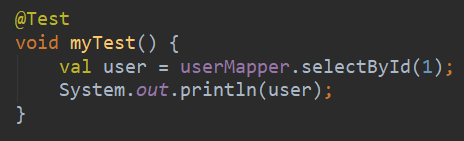 @Test
void myTest() {
    val user = userMapper.selectById(1);
    System.out.println(user);
}